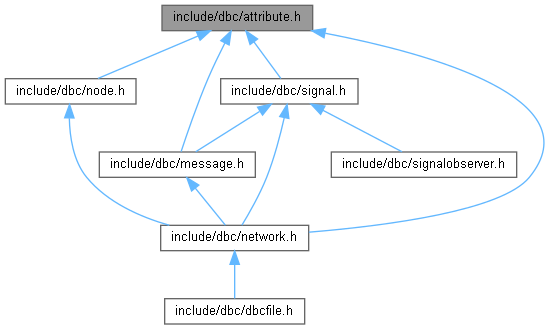 include/dbc/attribute.h
include/dbc/node.h
include/dbc/signal.h
include/dbc/message.h
include/dbc/signalobserver.h
include/dbc/network.h
include/dbc/dbcfile.h